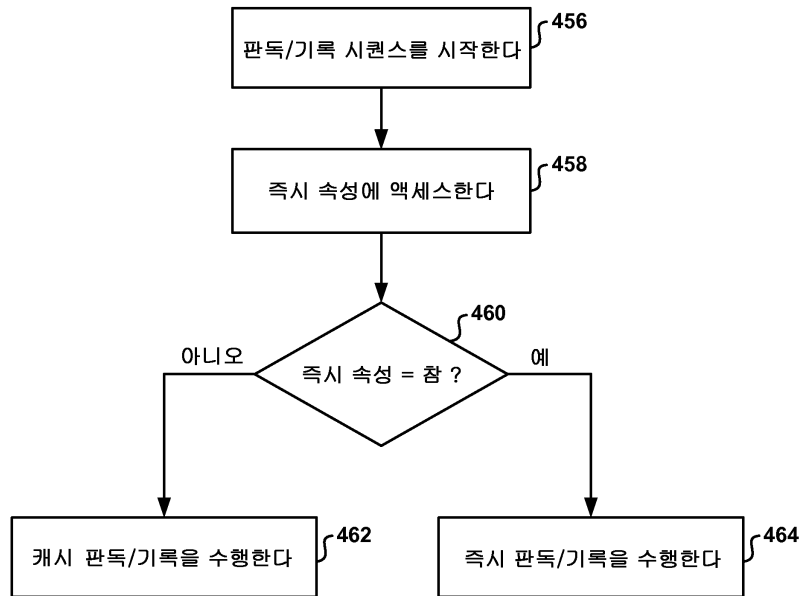 판독/기록 시퀀스를 시작한다
456
즉시 속성에 액세스한다
458
460
아니오
예
즉시 속성 = 참 ?
캐시 판독/기록을 수행한다
462
즉시 판독/기록을 수행한다
464